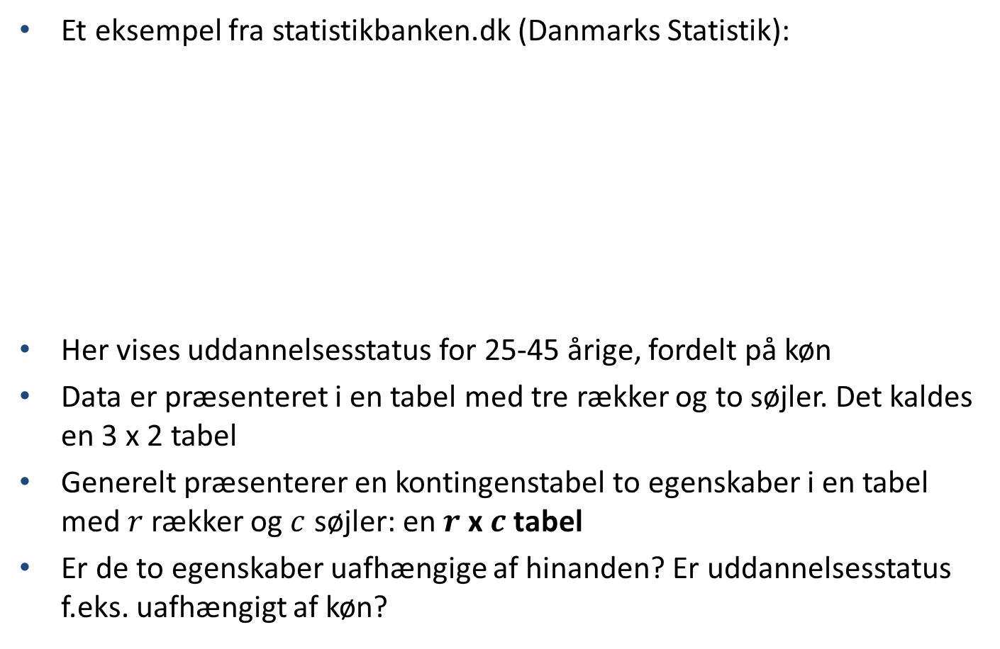 • Et eksempel fra statistikbanken.dk (Danmarks Statistik):
• Her vises uddannelsesstatus for 25-45 årige, fordelt på køn
• Data er præsenteret i en tabel med tre rækker og to søjler. Det kaldes
en 3 x 2 tabel
• Generelt præsenterer en kontingenstabel to egenskaber i en tabel
med r rækker og c søjler: en r x c tabel
• Er de to egenskaber uafhængige af hinanden? Er uddannelsesstatus
f.eks. uafhængigt af køn?